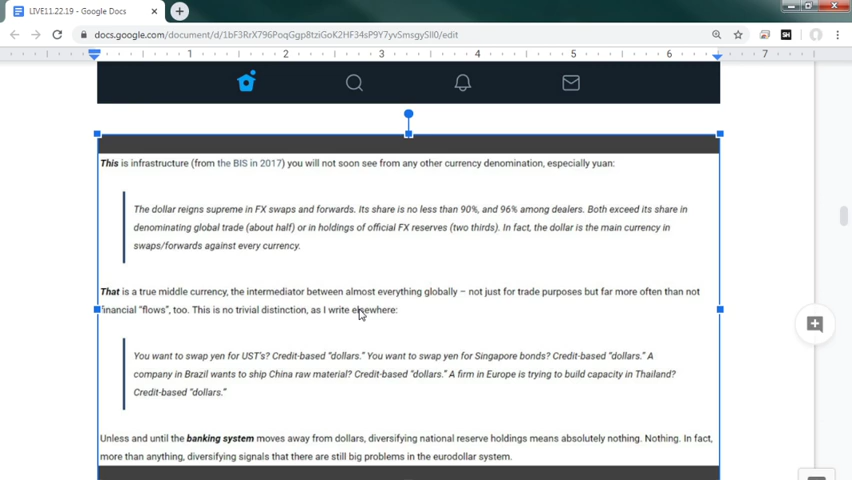 LIVE11.22.19 - Google Docs
docs.google.com/document/d/1bF3RrX796PoqGgp8tziGoK2HF34sP9Y7yvSmsgySlI0/edit
1 2 3 4 5 6 7
This is infrastructure (from the BIS in 2017) you will not soon see from any other currency denomination, especially yuan:
The dollar reigns supreme in FX swaps and forwards. Its share is no less than 90%, and 96% among dealers. Both exceed its share in
denominating global trade (about half) or in holdings of official FX reserves (two thirds). In fact, the dollar is the main currency in
swaps/forwards against every currency.
That is a true middle currency, the intermediator between almost everything globally – not just for trade purposes but far more often than not
financial “flows”, too. This is no trivial distinction, as I write elsewhere:
You want to swap yen for UST’s? Credit-based “dollars.” You want to swap yen for Singapore bonds? Credit-based “dollars.” A
company in Brazil wants to ship China raw material? Credit-based “dollars.” A firm in Europe is trying to build capacity in Thailand?
Credit-based “dollars.”
Unless and until the banking system moves away from dollars, diversifying national reserve holdings means absolutely nothing. Nothing. In fact,
more than anything, diversifying signals that there are still big problems in the eurodollar system.